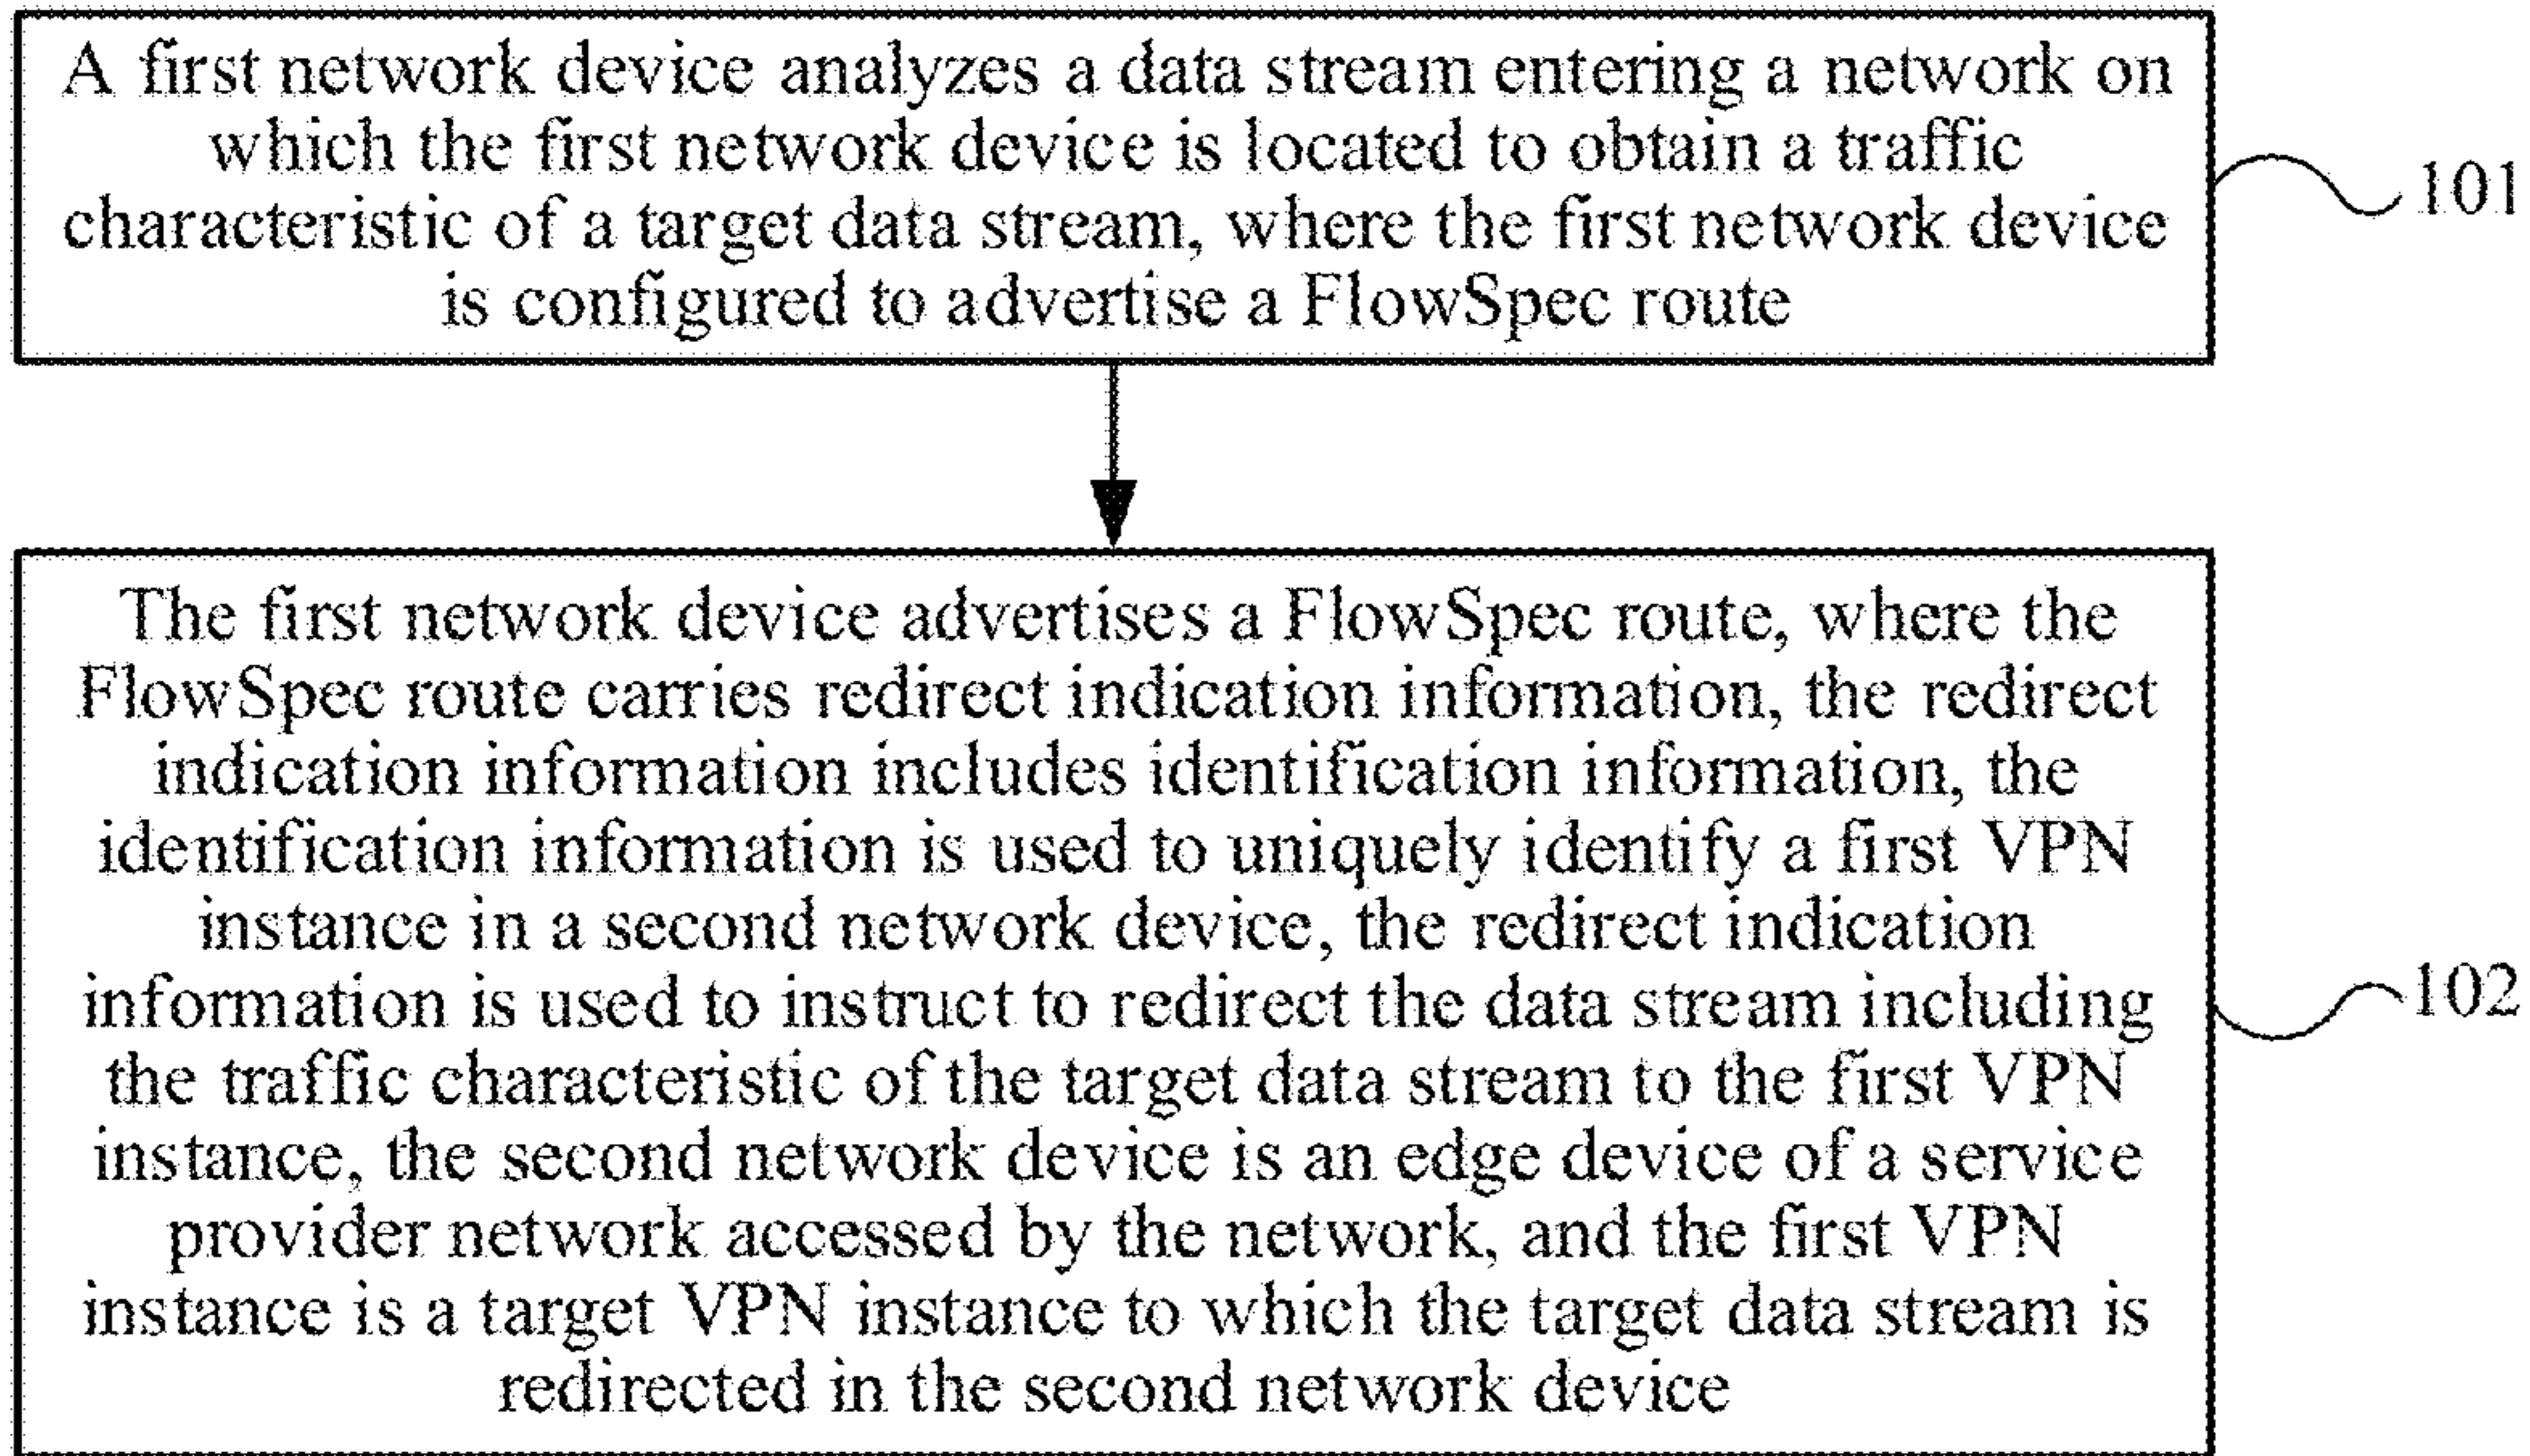 A first network device analyzes a data stream entering a network on
which the first network device is located to obtain a traffic
characteristic of a target data stream, where the first network device
is configured to advertise a FlowSpec route
101
The first network device advertises a FlowSpec route, where the
FlowSpec route carries redirect indication information, the redirect
indication information includes identification information, the
identification information is used to uniquely identify a first VPN
instance in a second network device, the redirect indication
information is used to instruct to redirect the data stream including
the traffic characteristic of the target data stream to the first VPN
instance, the second network device is an edge device of a service
provider network accessed by the network, and the first VPN
instance is a target VPN instance to which the target data stream is
redirected in the second network device
102